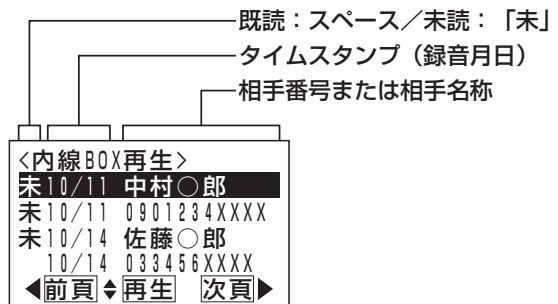 既読：スペース／未読：「未」
タイムスタンプ（録音月日）
相手番号または相手名称
<内線BOX再生>
未10/11 中村○郎
未10/11 0901234XXXX
未10/14 佐藤○郎
10/14 033456XXXX
◀前頁◆再生 次頁▶